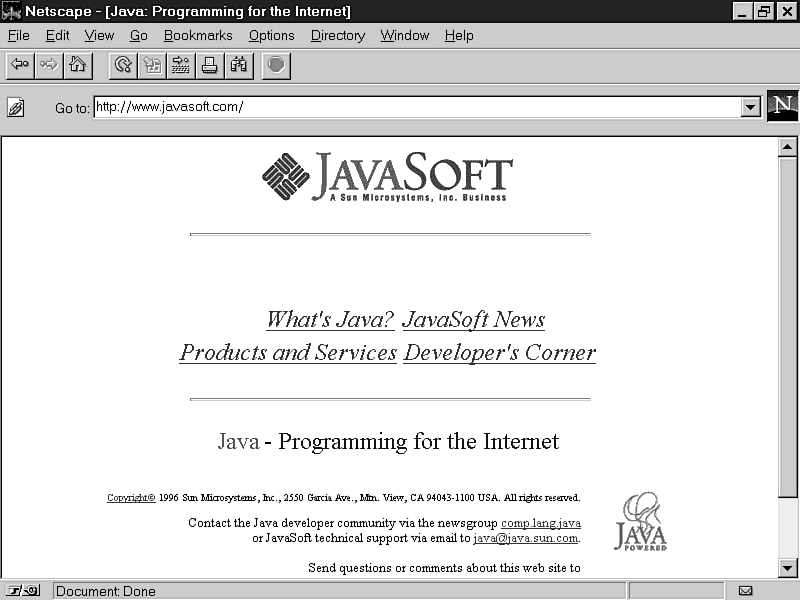 Netscape - [Java: Programming for the Internet]
File Edit View Go Bookmarks Options Directory Window Help
Go to: http://www.javasoft.com/
N
JAVASOFT
A Sun Microsystems, Inc. Business
What's Java? JavaSoft News
Products and Services Developer's Corner
Java - Programming for the Internet
Copyright© 1996 Sun Microsystems, Inc., 2550 Garcia Ave., Mtn. View, CA 94043-1100 USA. All rights reserved.
Contact the Java developer community via the newsgroup comp.lang.java
or JavaSoft technical support via email to java@java.sun.com.
JAVA
POWERED
Send questions or comments about this web site to
Document: Done